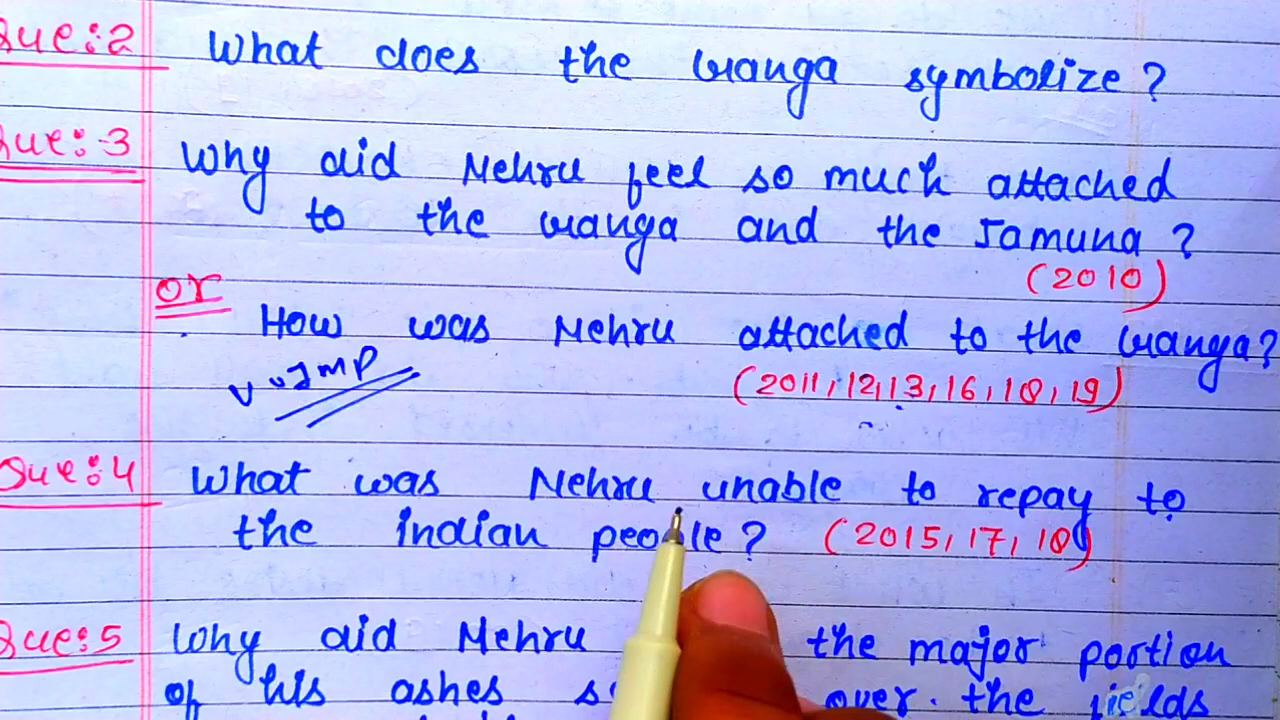 Que:2 What does the Ganga symbolize?
Que:3 Why did Nehru feel so much attached
to the Ganga and the Jamuna?
(2010)
or
How was Nehru attached to the Ganga?
v.v.Imp
(2011,12,13,16,18,19)
Que:4 What was Nehru unable to repay to
the indian people? (2015,17,18)
Que:5 Why did Nehru the major portion
of his ashes over the